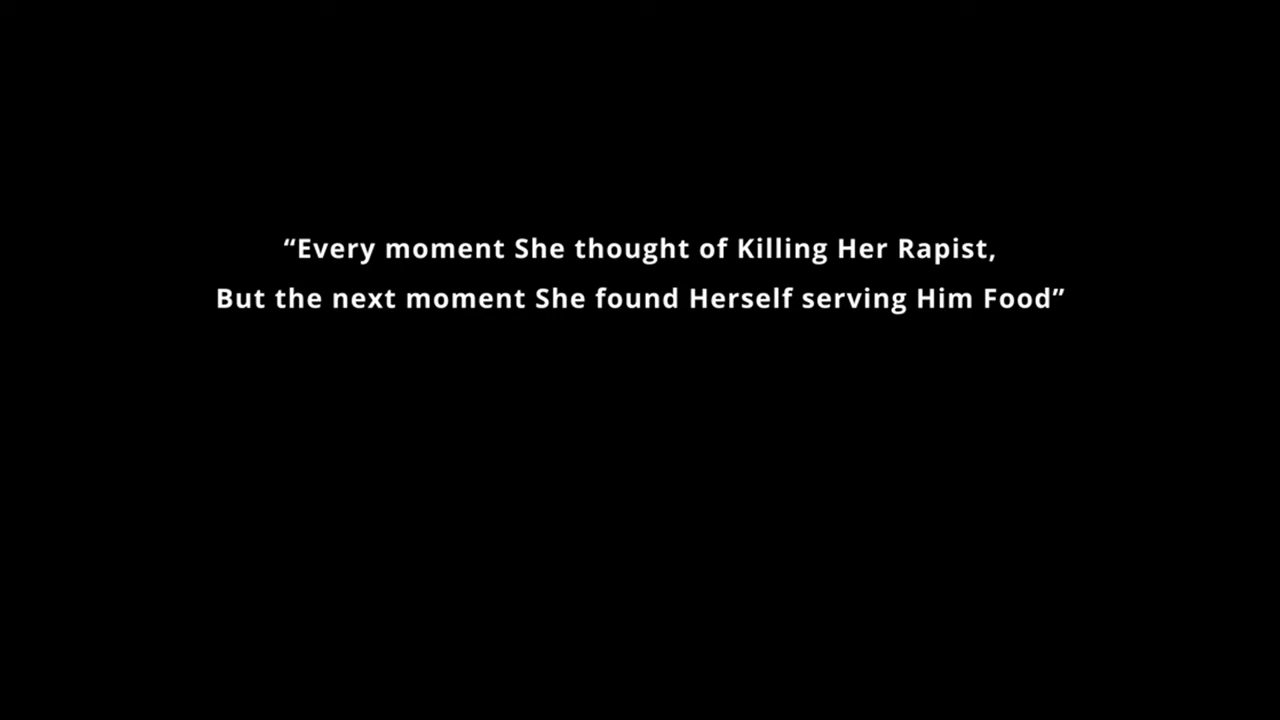 “Every moment She thought of Killing Her Rapist,
But the next moment She found Herself serving Him Food”